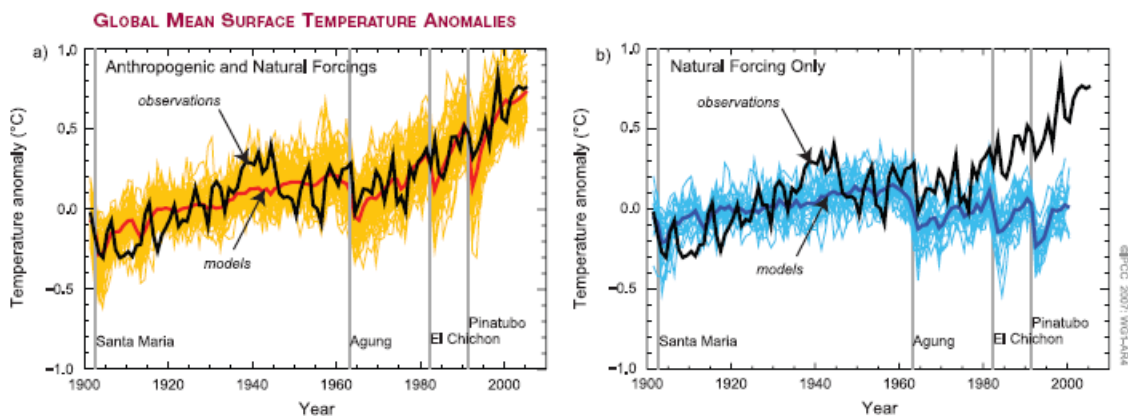 GLOBAL MEAN SURFACE TEMPERATURE ANOMALIES
a)
Anthropogenic and Natural Forcings
observations
models
Santa Maria
Agung
El Chichon
Pinatubo
1.0
0.5
0.0
−0.5
−1.0
Temperature anomaly (°C)
1900 1920 1940 1960 1980 2000
Year
b)
Natural Forcing Only
observations
models
Santa Maria
Agung
El Chichon
Pinatubo
1.0
0.5
0.0
−0.5
−1.0
Temperature anomaly (°C)
1900 1920 1940 1960 1980 2000
Year
©IPCC 2007: WG1-AR4